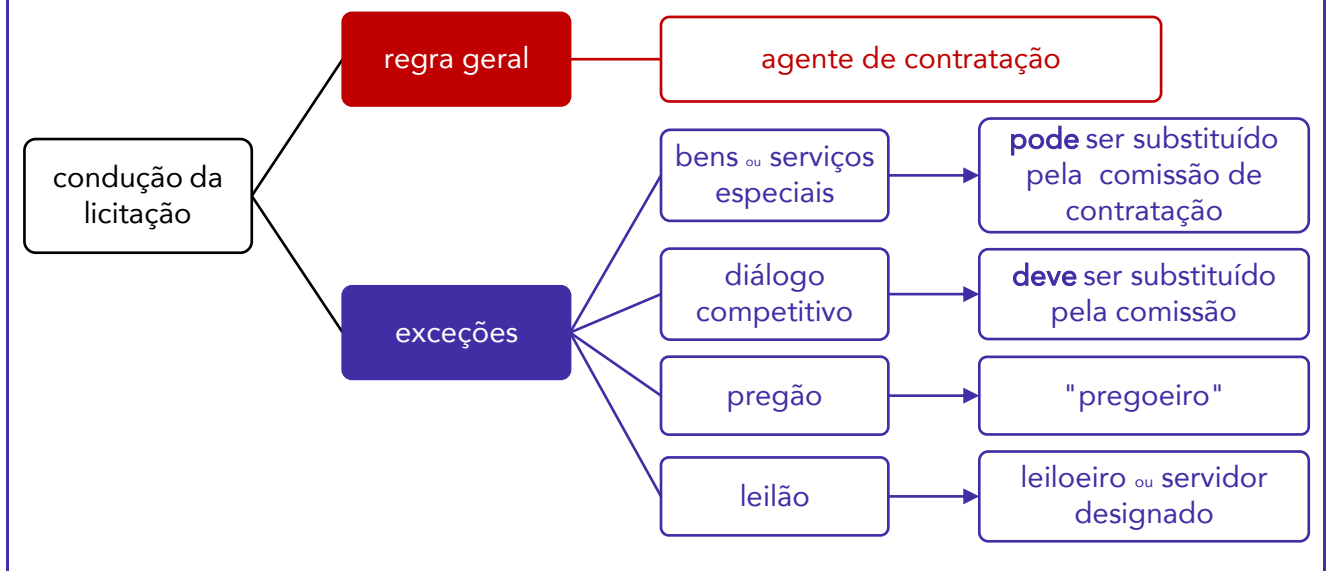 regra geral
agente de contratação
condução da
licitação
exceções
bens ou serviços
especiais
pode ser substituído
pela comissão de
contratação
diálogo
competitivo
deve ser substituído
pela comissão
pregão
"pregoeiro"
leilão
leiloeiro ou servidor
designado